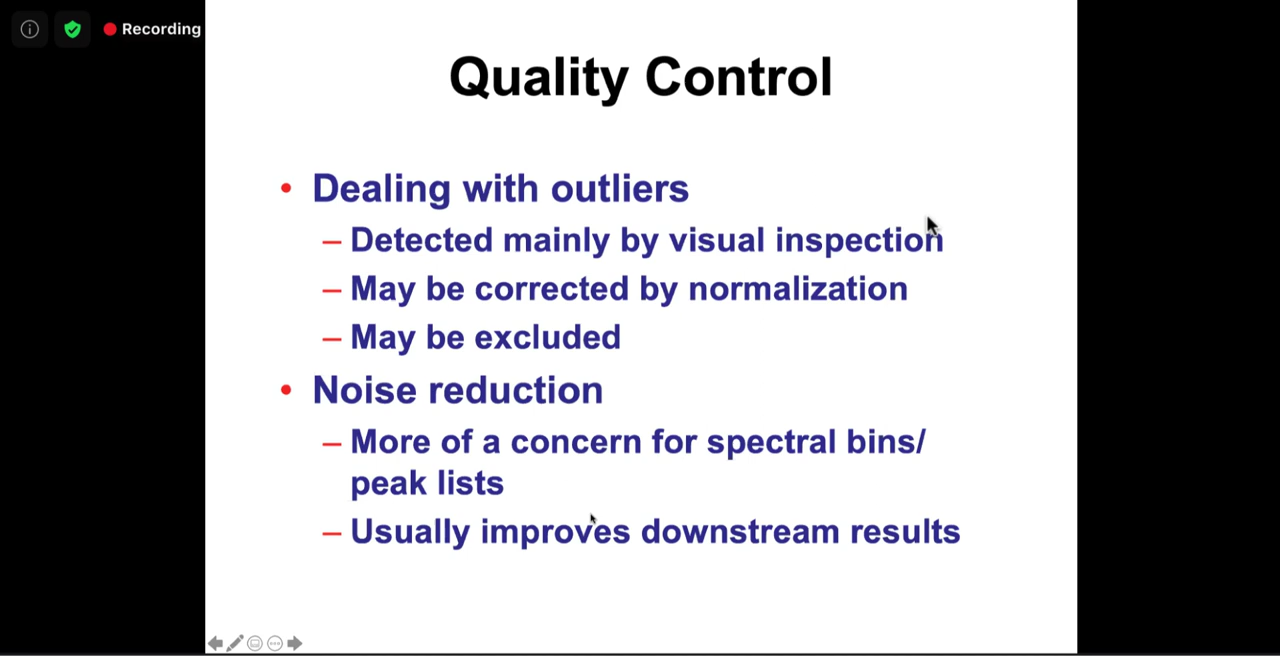 Recording
Quality Control
• Dealing with outliers
– Detected mainly by visual inspection
– May be corrected by normalization
– May be excluded
• Noise reduction
– More of a concern for spectral bins/
peak lists
– Usually improves downstream results